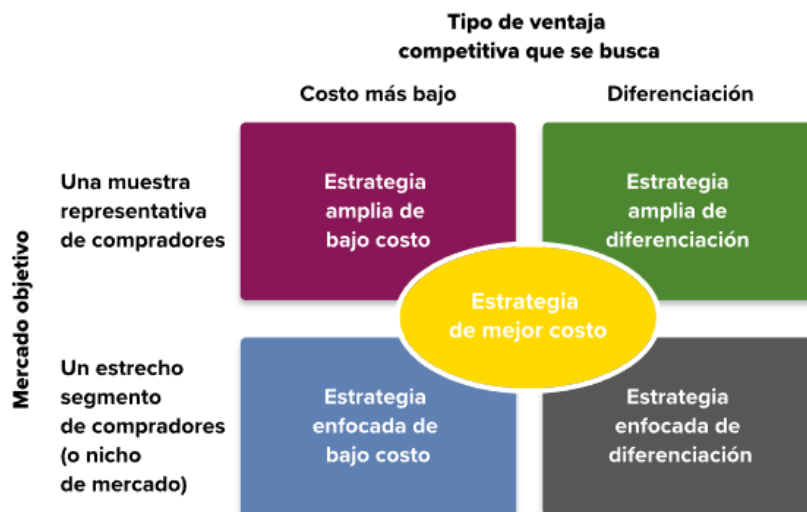 Tipo de ventaja
competitiva que se busca
Costo más bajo
Diferenciación
Mercado objetivo
Una muestra
representativa
de compradores
Estrategia
amplia de
bajo costo
Estrategia
amplia de
diferenciación
Estrategia
de mejor costo
Un estrecho
segmento
de compradores
(o nicho
de mercado)
Estrategia
enfocada de
bajo costo
Estrategia
enfocada de
diferenciación